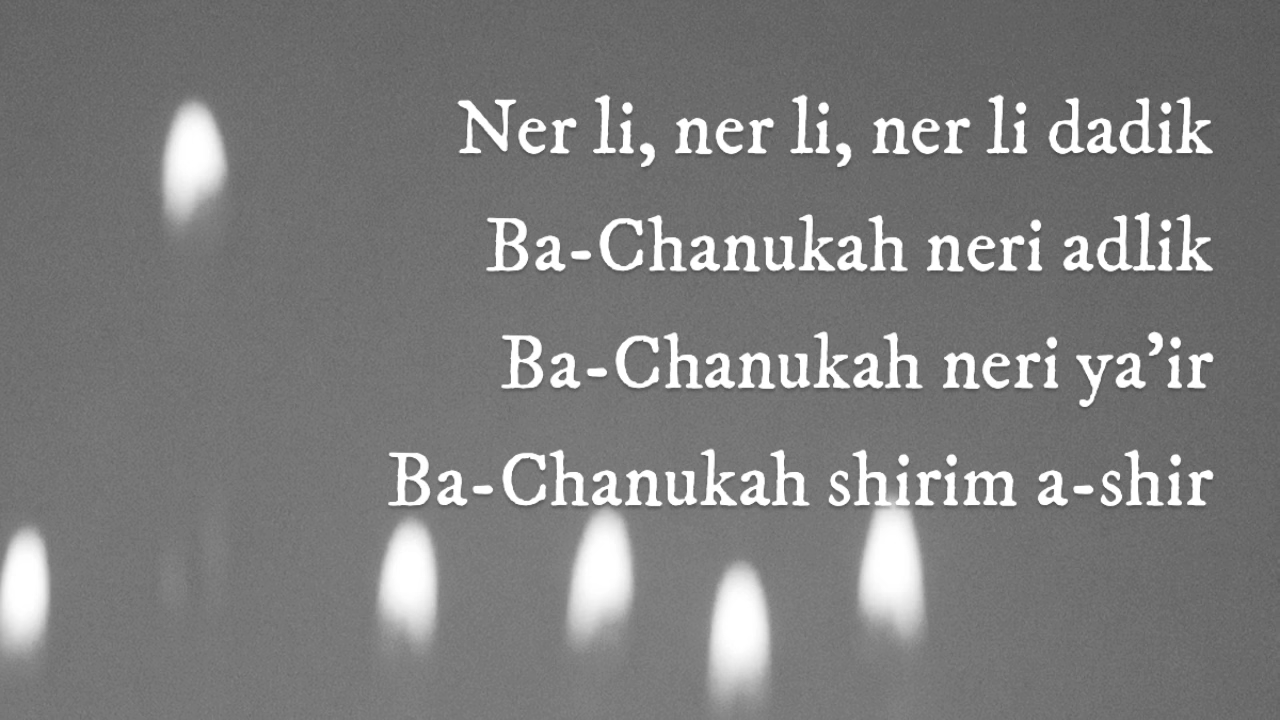 Ner li, ner li, ner li dadik
Ba-Chanukah neri adlik
Ba-Chanukah neri ya’ir
Ba-Chanukah shirim a-shir